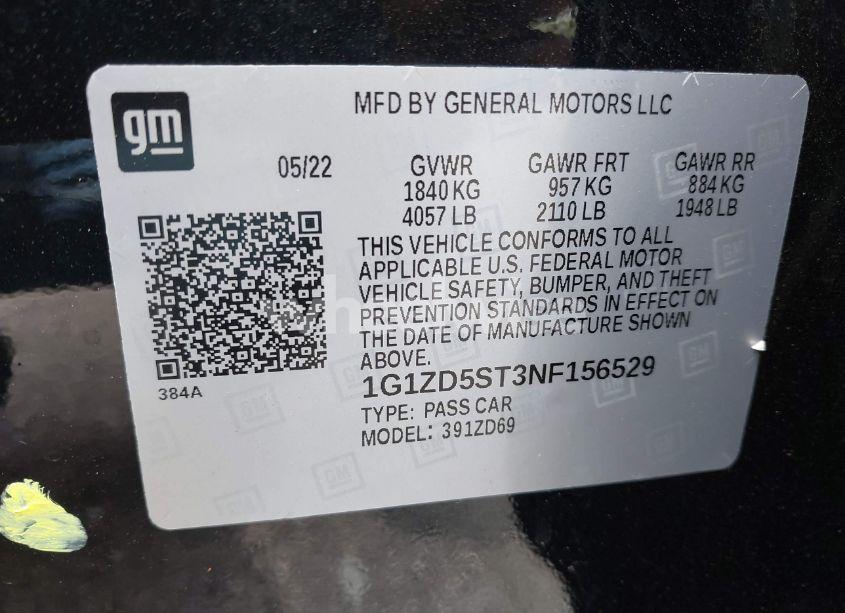 gm
MFD BY GENERAL MOTORS LLC
05/22 GVWR GAWR FRT GAWR RR
1840 KG 957 KG 884 KG
4057 LB 2110 LB 1948 LB
THIS VEHICLE CONFORMS TO ALL
APPLICABLE U.S. FEDERAL MOTOR
VEHICLE SAFETY, BUMPER, AND THEFT
PREVENTION STANDARDS IN EFFECT ON
THE DATE OF MANUFACTURE SHOWN
ABOVE.
1G1ZD5ST3NF156529
384A
TYPE: PASS CAR
MODEL: 391ZD69
GM